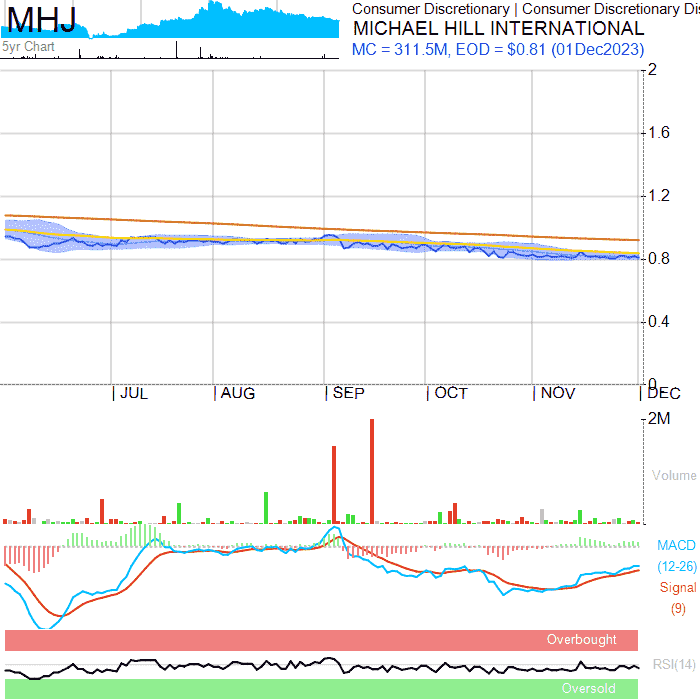 MHJ
5yr Chart
Consumer Discretionary | Consumer Discretionary Dis
MICHAEL HILL INTERNATIONAL
MC = 311.5M, EOD = $0.81 (01Dec2023)
2
1.6
1.2
0.8
0.4
0
JUL AUG SEP OCT NOV DEC
2M
Volume
MACD
(12-26)
Signal
(9)
Overbought
RSI(14)
Oversold